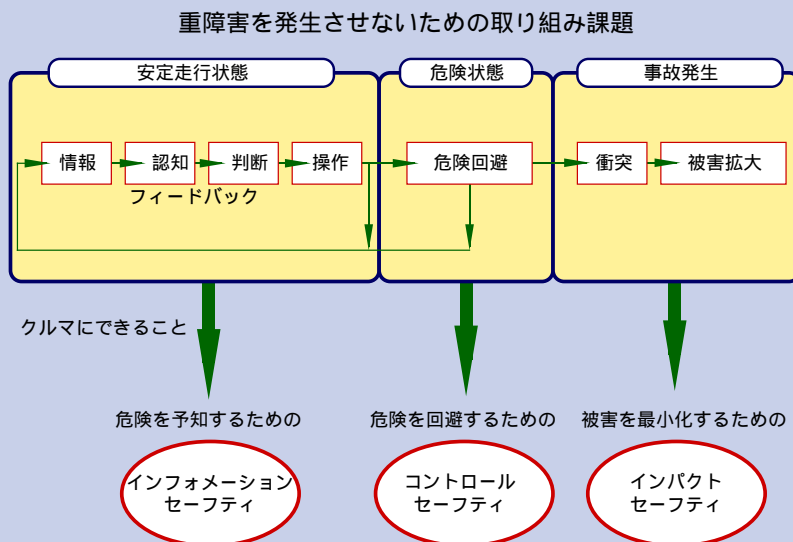 重障害を発生させないための取り組み課題
安定走行状態
危険状態
事故発生
情報
認知
判断
操作
危険回避
衝突
被害拡大
フィードバック
クルマにできること
危険を予知するための
危険を回避するための
被害を最小化するための
インフォメーション
セーフティ
コントロール
セーフティ
インパクト
セーフティ